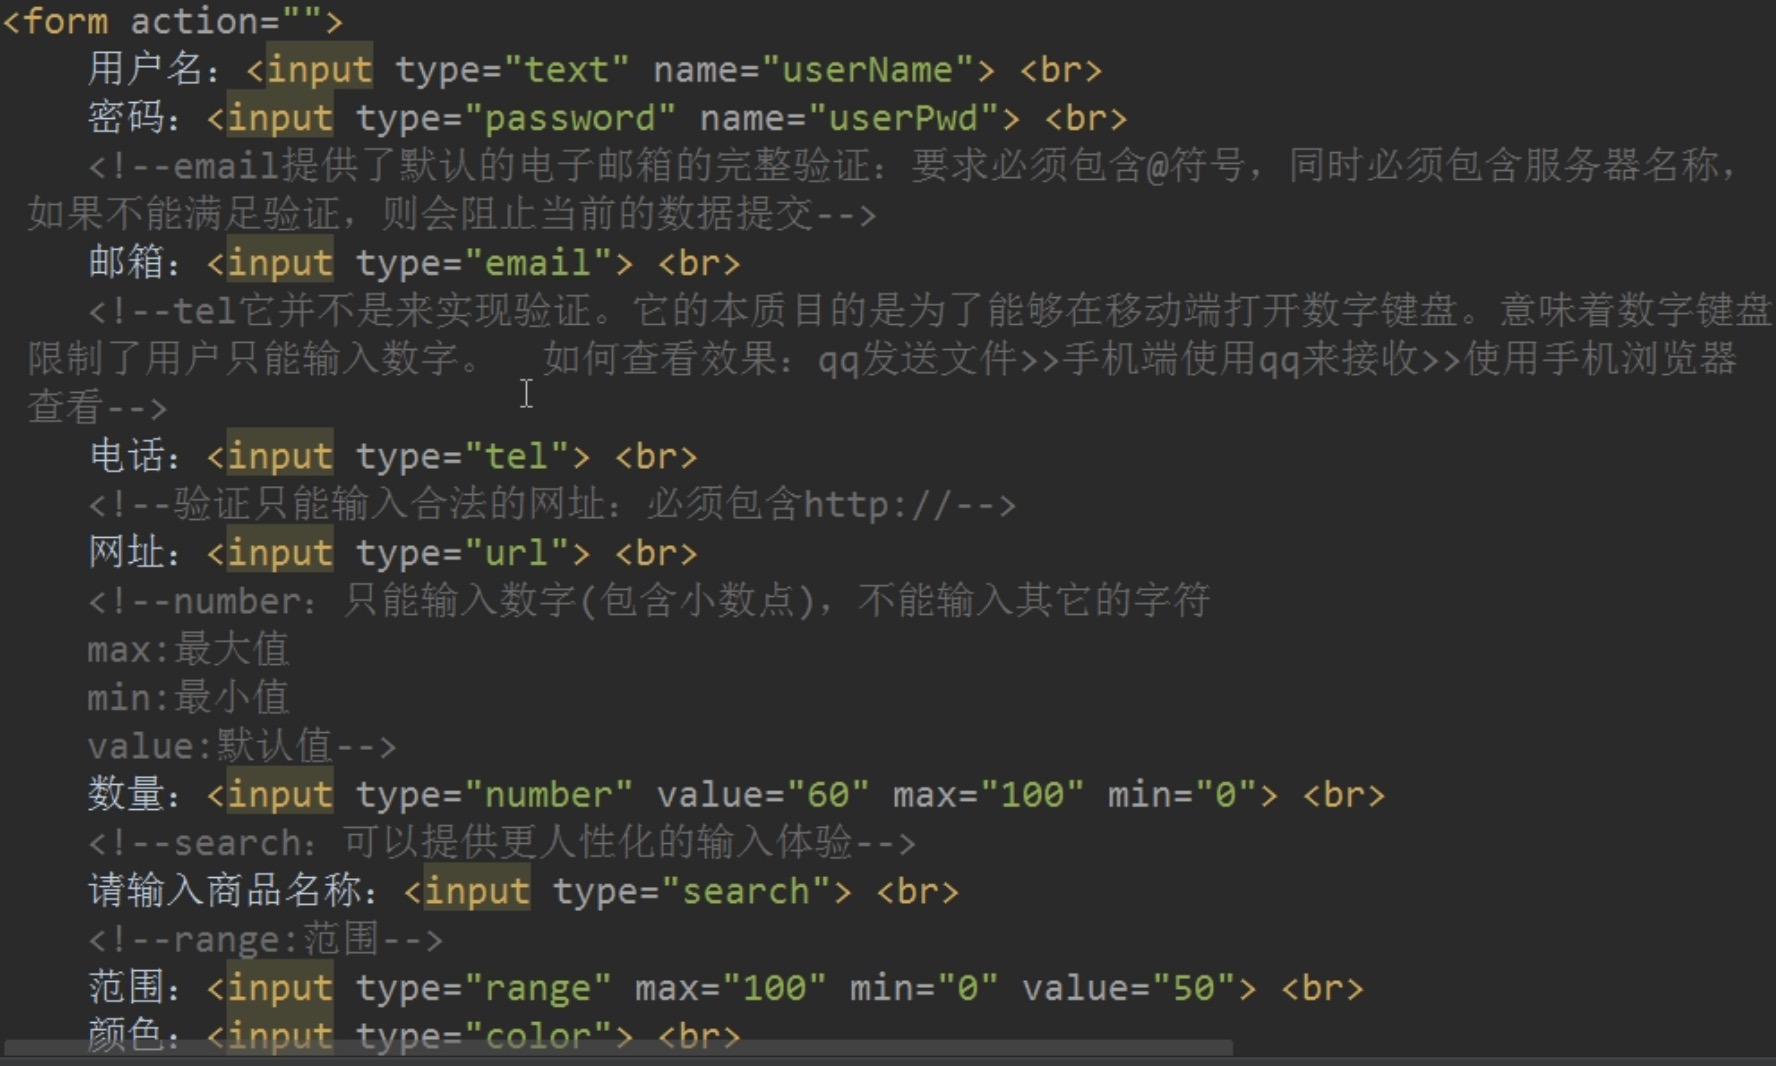 <form action="">
用户名：<input type="text" name="userName"> <br>
密码：<input type="password" name="userPwd"> <br>
<!--email提供了默认的电子邮箱的完整验证：要求必须包含@符号，同时必须包含服务器名称，
如果不能满足验证，则会阻止当前的数据提交-->
邮箱：<input type="email"> <br>
<!--tel它并不是来实现验证。它的本质目的是为了能够在移动端打开数字键盘。意味着数字键盘
限制了用户只能输入数字。 如何查看效果：qq发送文件>>手机端使用qq来接收>>使用手机浏览器
查看-->
电话：<input type="tel"> <br>
<!--验证只能输入合法的网址：必须包含http://-->
网址：<input type="url"> <br>
<!--number：只能输入数字(包含小数点)，不能输入其它的字符
max:最大值
min:最小值
value:默认值-->
数量：<input type="number" value="60" max="100" min="0"> <br>
<!--search：可以提供更人性化的输入体验-->
请输入商品名称：<input type="search"> <br>
<!--range:范围-->
范围：<input type="range" max="100" min="0" value="50"> <br>
颜色：<input type="color"> <br>